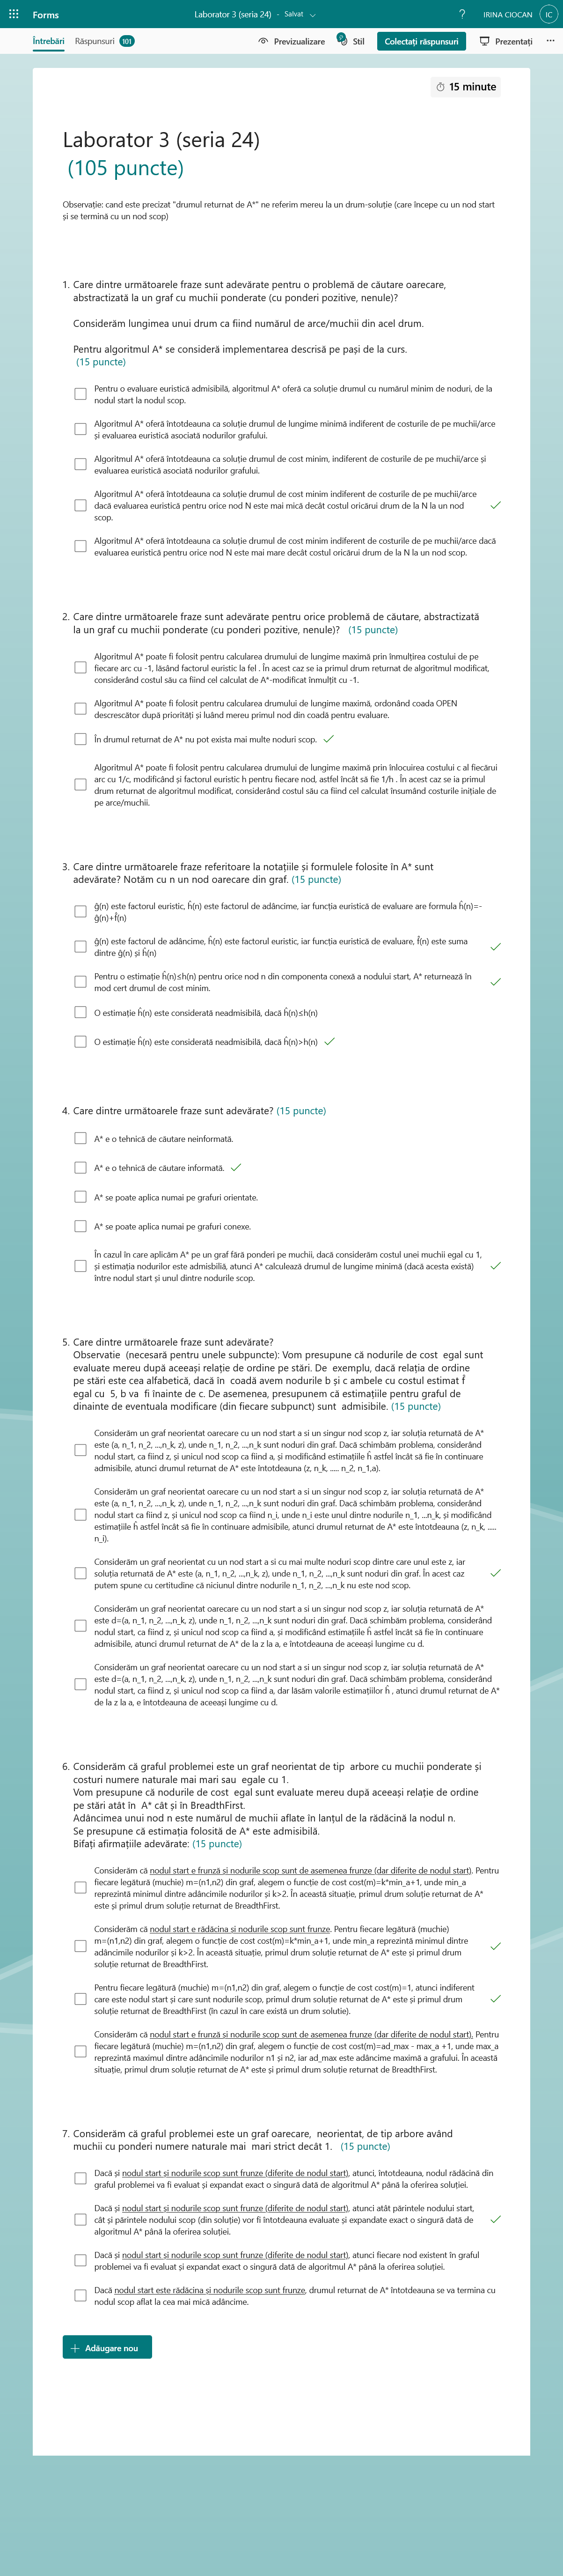 Forms
Laborator 3 (seria 24) - Salvat
?
IRINA CIOCAN
IC
Întrebări
Răspunsuri 101
Previzualizare
Stil
Colectați răspunsuri
Prezentați
...
15 minute
Laborator 3 (seria 24)
(105 puncte)
Observație: cand este precizat "drumul returnat de A*" ne referim mereu la un drum-soluție (care începe cu un nod start
și se termină cu un nod scop)
1. Care dintre următoarele fraze sunt adevărate pentru o problemă de căutare oarecare,
abstractizată la un graf cu muchii ponderate (cu ponderi pozitive, nenule)?
Considerăm lungimea unui drum ca fiind numărul de arce/muchii din acel drum.
Pentru algoritmul A* se consideră implementarea descrisă pe pași de la curs.
(15 puncte)
Pentru o evaluare euristică admisibilă, algoritmul A* oferă ca soluție drumul cu numărul minim de noduri, de la
nodul start la nodul scop.
Algoritmul A* oferă întotdeauna ca soluție drumul de lungime minimă indiferent de costurile de pe muchii/arce
și evaluarea euristică asociată nodurilor grafului.
Algoritmul A* oferă întotdeauna ca soluție drumul de cost minim, indiferent de costurile de pe muchii/arce și
evaluarea euristică asociată nodurilor grafului.
Algoritmul A* oferă întotdeauna ca soluție drumul de cost minim indiferent de costurile de pe muchii/arce
dacă evaluarea euristică pentru orice nod N este mai mică decât costul oricărui drum de la N la un nod
scop.
Algoritmul A* oferă întotdeauna ca soluție drumul de cost minim indiferent de costurile de pe muchii/arce dacă
evaluarea euristică pentru orice nod N este mai mare decât costul oricărui drum de la N la un nod scop.
2. Care dintre următoarele fraze sunt adevărate pentru orice problemă de căutare, abstractizată
la un graf cu muchii ponderate (cu ponderi pozitive, nenule)? (15 puncte)
Algoritmul A* poate fi folosit pentru calcularea drumului de lungime maximă prin înmulțirea costului de pe
fiecare arc cu -1, lăsând factorul euristic la fel . În acest caz se ia primul drum returnat de algoritmul modificat,
considerând costul său ca fiind cel calculat de A*-modificat înmulțit cu -1.
Algoritmul A* poate fi folosit pentru calcularea drumului de lungime maximă, ordonând coada OPEN
descrescător după priorități și luând mereu primul nod din coadă pentru evaluare.
În drumul returnat de A* nu pot exista mai multe noduri scop.
Algoritmul A* poate fi folosit pentru calcularea drumului de lungime maximă prin înlocuirea costului c al fiecărui
arc cu 1/c, modificând și factorul euristic h pentru fiecare nod, astfel încât să fie 1/h . În acest caz se ia primul
drum returnat de algoritmul modificat, considerând costul său ca fiind cel calculat însumând costurile inițiale de
pe arce/muchii.
3. Care dintre următoarele fraze referitoare la notațiile și formulele folosite în A* sunt
adevărate? Notăm cu n un nod oarecare din graf. (15 puncte)
ĝ(n) este factorul euristic, ĥ(n) este factorul de adâncime, iar funcția euristică de evaluare are formula ĥ(n)=-
ĝ(n)+f̂(n)
ĝ(n) este factorul de adâncime, ĥ(n) este factorul euristic, iar funcția euristică de evaluare, f̂(n) este suma
dintre ĝ(n) și ĥ(n)
Pentru o estimație ĥ(n)≤h(n) pentru orice nod n din componenta conexă a nodului start, A* returnează în
mod cert drumul de cost minim.
O estimație ĥ(n) este considerată neadmisibilă, dacă ĥ(n)≤h(n)
O estimație ĥ(n) este considerată neadmisibilă, dacă ĥ(n)>h(n)
4. Care dintre următoarele fraze sunt adevărate? (15 puncte)
A* e o tehnică de căutare neinformată.
A* e o tehnică de căutare informată.
A* se poate aplica numai pe grafuri orientate.
A* se poate aplica numai pe grafuri conexe.
În cazul în care aplicăm A* pe un graf fără ponderi pe muchii, dacă considerăm costul unei muchii egal cu 1,
și estimația nodurilor este admisbilă, atunci A* calculează drumul de lungime minimă (dacă acesta există)
între nodul start și unul dintre nodurile scop.
5. Care dintre următoarele fraze sunt adevărate?
Observatie (necesară pentru unele subpuncte): Vom presupune că nodurile de cost egal sunt
evaluate mereu după aceeași relație de ordine pe stări. De exemplu, dacă relația de ordine
pe stări este cea alfabetică, dacă în coadă avem nodurile b și c ambele cu costul estimat f̂
egal cu 5, b va fi înainte de c. De asemenea, presupunem că estimațiile pentru graful de
dinainte de eventuala modificare (din fiecare subpunct) sunt admisibile. (15 puncte)
Considerăm un graf neorientat oarecare cu un nod start a si un singur nod scop z, iar soluția returnată de A*
este (a, n_1, n_2, ...,n_k, z), unde n_1, n_2, ...,n_k sunt noduri din graf. Dacă schimbăm problema, considerând
nodul start, ca fiind z, și unicul nod scop ca fiind a, și modificând estimațiile ĥ astfel încât să fie în continuare
admisibile, atunci drumul returnat de A* este întotdeauna (z, n_k, ..... n_2, n_1,a).
Considerăm un graf neorientat oarecare cu un nod start a si un singur nod scop z, iar soluția returnată de A*
este (a, n_1, n_2, ...,n_k, z), unde n_1, n_2, ...,n_k sunt noduri din graf. Dacă schimbăm problema, considerând
nodul start ca fiind z, și unicul nod scop ca fiind n_i, unde n_i este unul dintre nodurile n_1, ...n_k, și modificând
estimațiile ĥ astfel încât să fie în continuare admisibile, atunci drumul returnat de A* este întotdeauna (z, n_k, .....
n_i).
Considerăm un graf neorientat cu un nod start a si cu mai multe noduri scop dintre care unul este z, iar
soluția returnată de A* este (a, n_1, n_2, ...,n_k, z), unde n_1, n_2, ...,n_k sunt noduri din graf. În acest caz
putem spune cu certitudine că niciunul dintre nodurile n_1, n_2, ...,n_k nu este nod scop.
Considerăm un graf neorientat oarecare cu un nod start a si un singur nod scop z, iar soluția returnată de A*
este d=(a, n_1, n_2, ...,n_k, z), unde n_1, n_2, ...,n_k sunt noduri din graf. Dacă schimbăm problema, considerând
nodul start, ca fiind z, și unicul nod scop ca fiind a, și modificând estimațiile ĥ astfel încât să fie în continuare
admisibile, atunci drumul returnat de A* de la z la a, e întotdeauna de aceeași lungime cu d.
Considerăm un graf neorientat oarecare cu un nod start a si un singur nod scop z, iar soluția returnată de A*
este d=(a, n_1, n_2, ...,n_k, z), unde n_1, n_2, ...,n_k sunt noduri din graf. Dacă schimbăm problema, considerând
nodul start, ca fiind z, și unicul nod scop ca fiind a, dar lăsăm valorile estimațiilor ĥ , atunci drumul returnat de A*
de la z la a, e întotdeauna de aceeași lungime cu d.
6. Considerăm că graful problemei este un graf neorientat de tip arbore cu muchii ponderate și
costuri numere naturale mai mari sau egale cu 1.
Vom presupune că nodurile de cost egal sunt evaluate mereu după aceeași relație de ordine
pe stări atât în A* cât și în BreadthFirst.
Adâncimea unui nod n este numărul de muchii aflate în lanțul de la rădăcină la nodul n.
Se presupune că estimația folosită de A* este admisibilă.
Bifați afirmațiile adevărate: (15 puncte)
Considerăm că nodul start e frunză si nodurile scop sunt de asemenea frunze (dar diferite de nodul start). Pentru
fiecare legătură (muchie) m=(n1,n2) din graf, alegem o funcție de cost cost(m)=k*min_a+1, unde min_a
reprezintă minimul dintre adâncimile nodurilor și k>2. În această situație, primul drum soluție returnat de A*
este și primul drum soluție returnat de BreadthFirst.
Considerăm că nodul start e rădăcina si nodurile scop sunt frunze. Pentru fiecare legătură (muchie)
m=(n1,n2) din graf, alegem o funcție de cost cost(m)=k*min_a+1, unde min_a reprezintă minimul dintre
adâncimile nodurilor si k>2. În această situație, primul drum soluție returnat de A* este și primul drum
soluție returnat de BreadthFirst.
Pentru fiecare legătură (muchie) m=(n1,n2) din graf, alegem o funcție de cost cost(m)=1, atunci indiferent
care este nodul start și care sunt nodurile scop, primul drum soluție returnat de A* este și primul drum
soluție returnat de BreadthFirst (în cazul în care există un drum solutie).
Considerăm că nodul start e frunză si nodurile scop sunt de asemenea frunze (dar diferite de nodul start). Pentru
fiecare legătură (muchie) m=(n1,n2) din graf, alegem o funcție de cost cost(m)=ad_max - max_a +1, unde max_a
reprezintă maximul dintre adâncimile nodurilor n1 și n2, iar ad_max este adâncime maximă a grafului. În această
situație, primul drum soluție returnat de A* este și primul drum soluție returnat de BreadthFirst.
7. Considerăm că graful problemei este un graf oarecare, neorientat, de tip arbore având
muchii cu ponderi numere naturale mai mari strict decât 1. (15 puncte)
Dacă și nodul start și nodurile scop sunt frunze (diferite de nodul start), atunci, întotdeauna, nodul rădăcină din
graful problemei va fi evaluat și expandat exact o singură dată de algoritmul A* până la oferirea soluției.
Dacă și nodul start și nodurile scop sunt frunze (diferite de nodul start), atunci atât părintele nodului start,
cât și părintele nodului scop (din soluție) vor fi întotdeauna evaluate și expandate exact o singură dată de
algoritmul A* până la oferirea soluției.
Dacă și nodul start și nodurile scop sunt frunze (diferite de nodul start), atunci fiecare nod existent în graful
problemei va fi evaluat și expandat exact o singură dată de algoritmul A* până la oferirea soluției.
Dacă nodul start este rădăcina și nodurile scop sunt frunze, drumul returnat de A* întotdeauna se va termina cu
nodul scop aflat la cea mai mică adâncime.
Adăugare nou